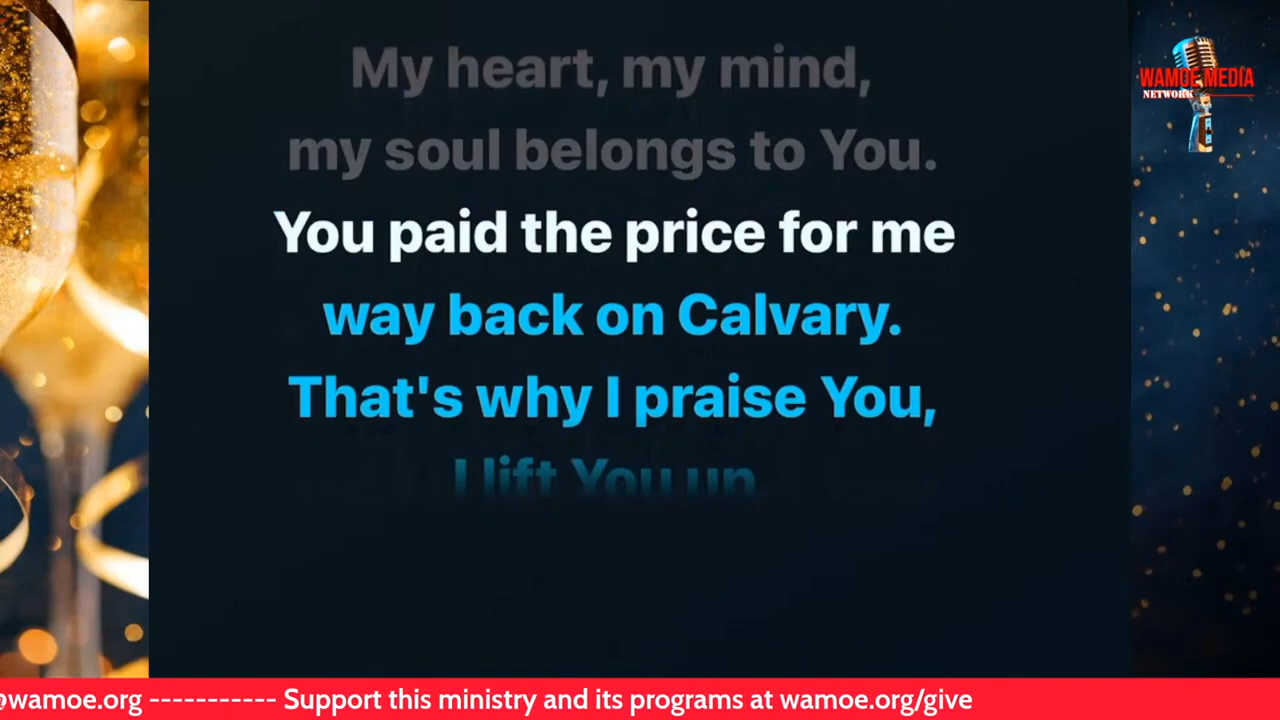 My heart, my mind,
my soul belongs to You.
You paid the price for me
way back on Calvary.
That's why I praise You,
I lift You up
WAMOE MEDIA
NETWORK
@wamoe.org ----------- Support this ministry and its programs at wamoe.org/give